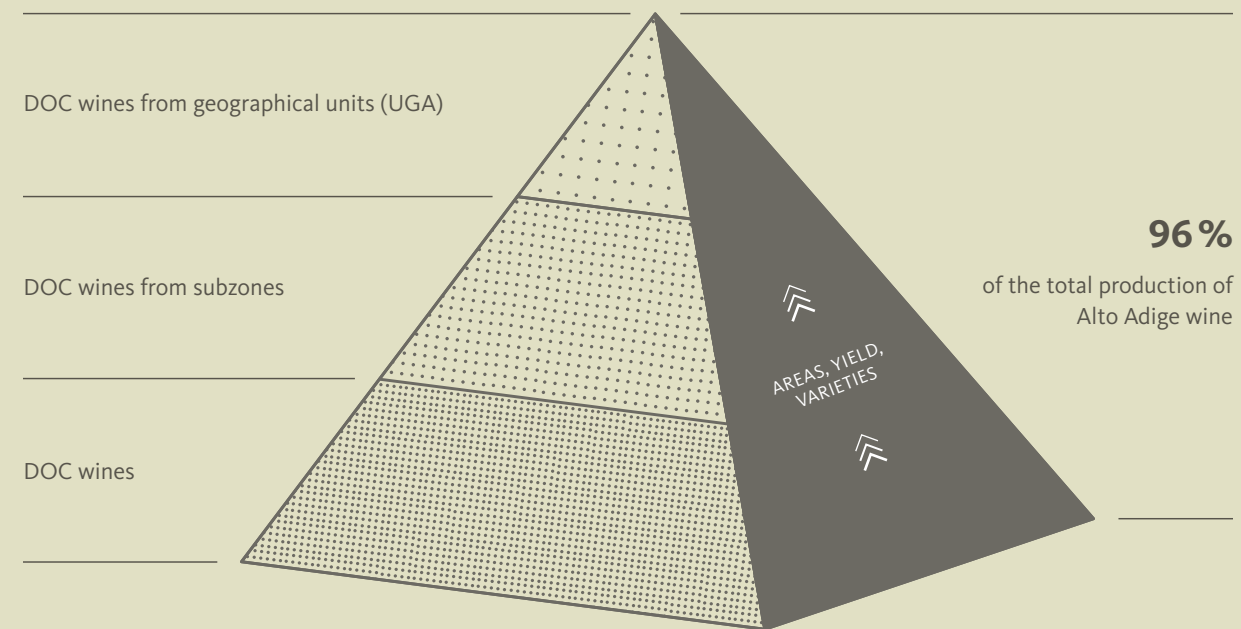 DOC wines from geographical units (UGA)
DOC wines from subzones
DOC wines
AREAS, YIELD,
VARIETIES
96 %
of the total production of
Alto Adige wine